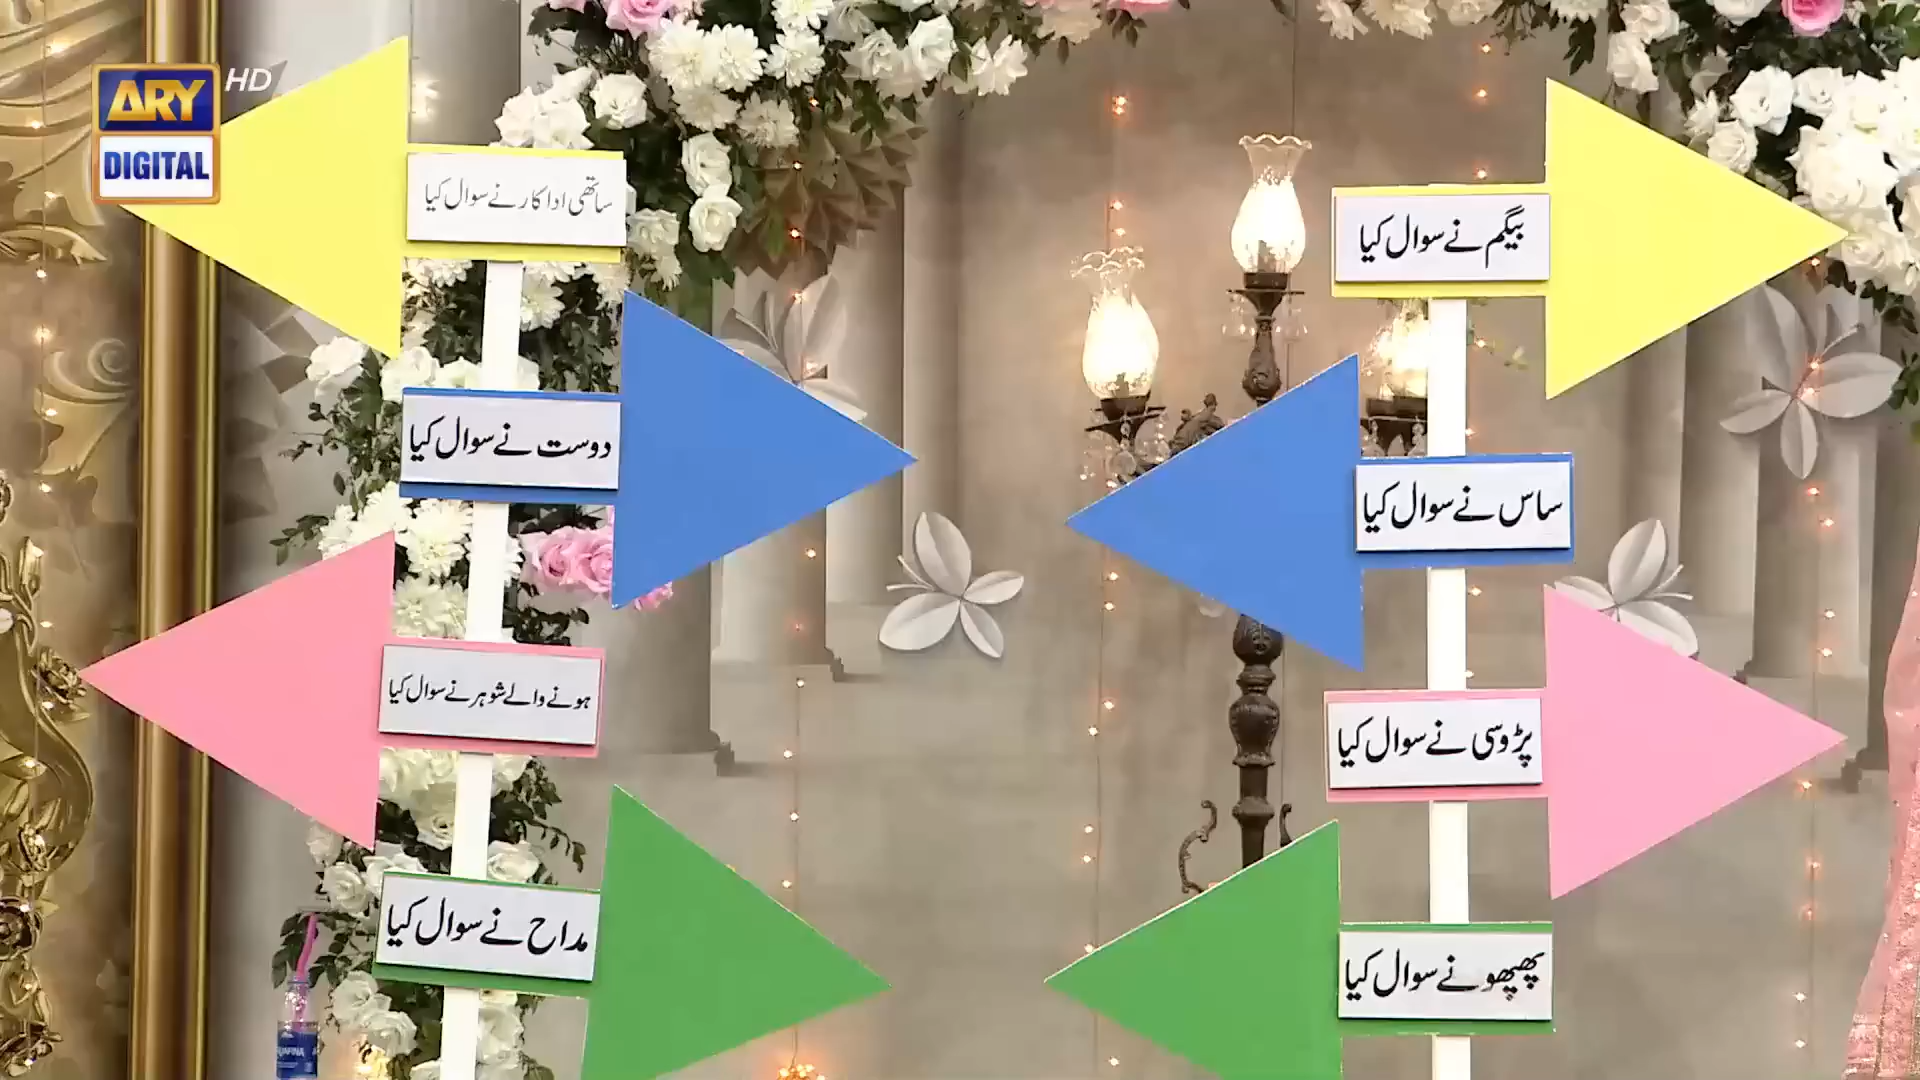 ARY
DIGITAL
HD
ساتھی اداکار نے سوال کیا
دوست نے سوال کیا
ہونے والے شوہر نے سوال کیا
مداح نے سوال کیا
بیگم نے سوال کیا
ساس نے سوال کیا
پڑوسی نے سوال کیا
پھپھو نے سوال کیا